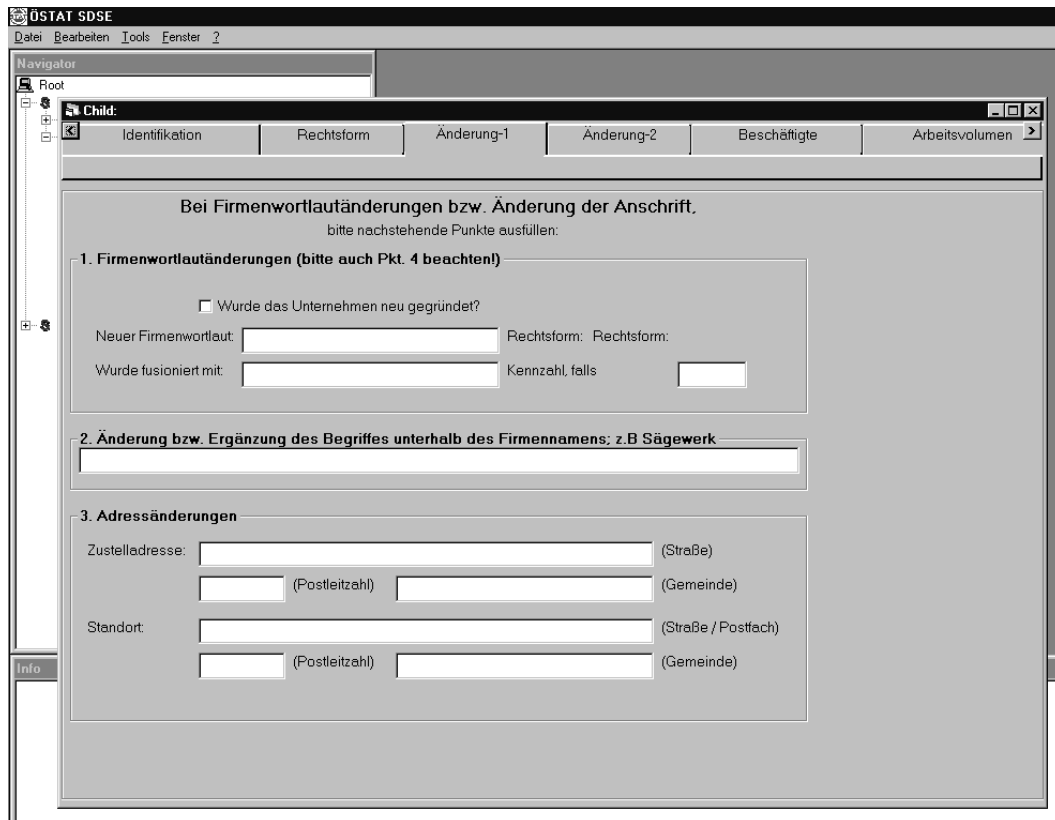 ÖSTAT SDSE
Datei Bearbeiten Tools Fenster ?
Navigator
Root
Child:
Identifikation Rechtsform Änderung-1 Änderung-2 Beschäftigte Arbeitsvolumen
Bei Firmenwortlautänderungen bzw. Änderung der Anschrift,
bitte nachstehende Punkte ausfüllen:
1. Firmenwortlautänderungen (bitte auch Pkt. 4 beachten!)
Wurde das Unternehmen neu gegründet?
Neuer Firmenwortlaut: Rechtsform: Rechtsform:
Wurde fusioniert mit: Kennzahl, falls
2. Änderung bzw. Ergänzung des Begriffes unterhalb des Firmennamens; z.B Sägewerk
3. Adressänderungen
Zustelladresse: (Straße)
(Postleitzahl) (Gemeinde)
Standort: (Straße / Postfach)
(Postleitzahl) (Gemeinde)
Info